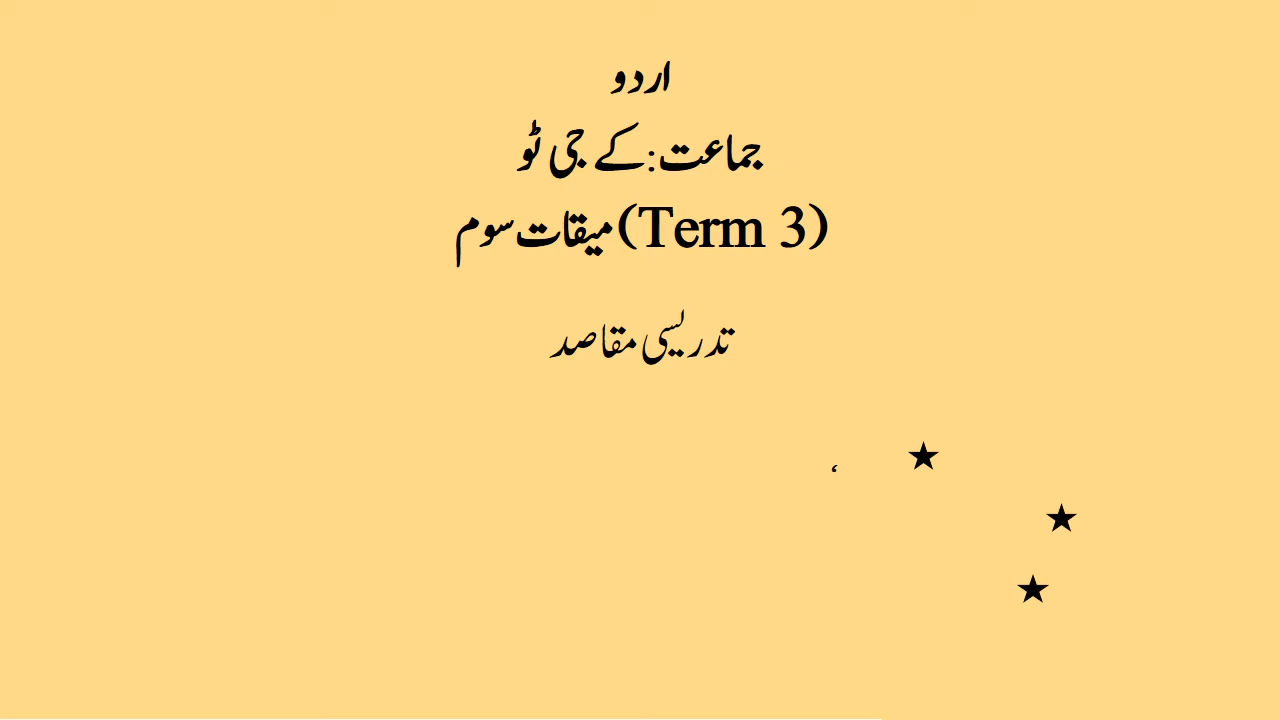 اردو
جماعت:کے جی ٹو
میقات سوم(Term 3)
تدریسی مقاصد
★ ،
★
★